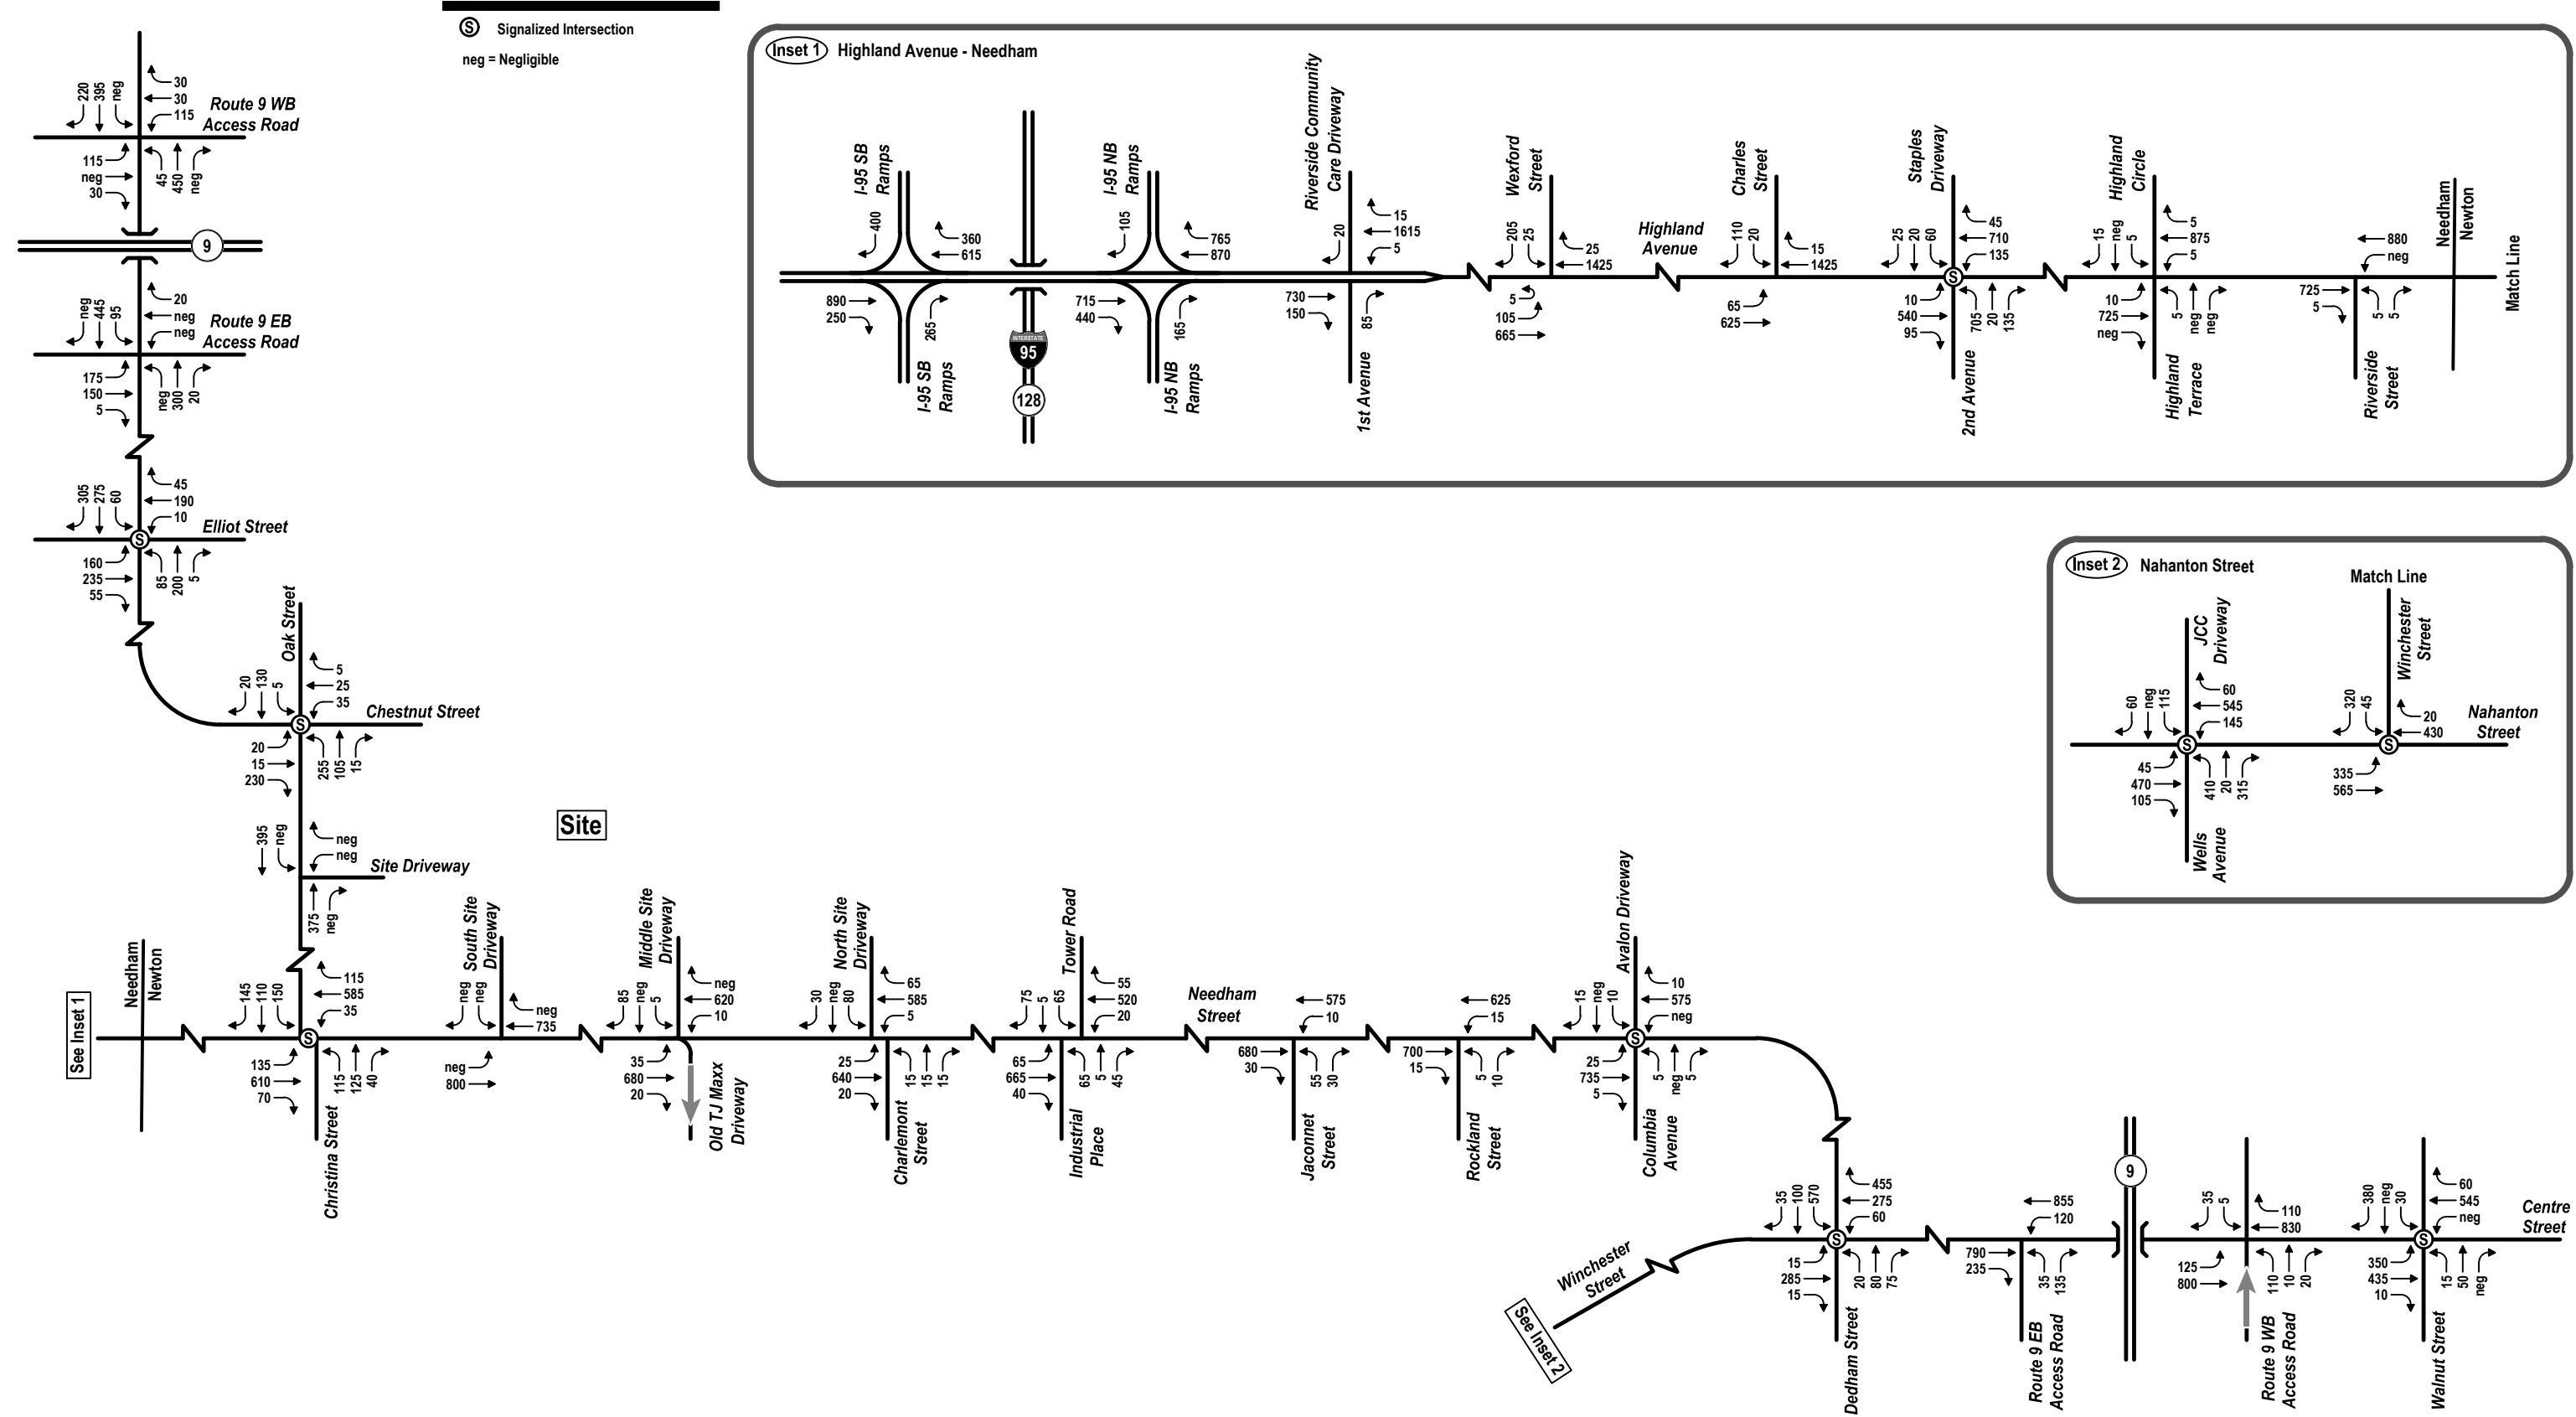 S Signalized Intersection
neg = Negligible
220
395
neg
30
30
115
Route 9 WB
Access Road
115
neg
30
45
450
neg
9
neg
445
95
20
neg
neg
Route 9 EB
Access Road
175
150
5
neg
300
20
305
275
60
45
190
10
Elliot Street
S
160
235
55
85
200
5
Oak Street
20
130
5
5
25
35
Chestnut Street
S
20
15
230
255
105
15
395
neg
neg
neg
Site Driveway
375
neg
Site
Inset 1 Highland Avenue - Needham
I-95 SB
Ramps
400
360
615
890
250
265
I-95 SB
Ramps
INTERSTATE
95
128
I-95 NB
Ramps
105
765
870
715
440
165
I-95 NB
Ramps
Riverside Community
Care Driveway
20
15
1615
5
730
150
85
1st Avenue
Wexford
Street
205
25
25
1425
5
105
665
Highland
Avenue
Charles
Street
110
20
15
1425
65
625
Staples
Driveway
25
20
60
45
710
135
S
10
540
95
705
20
135
2nd Avenue
Highland
Circle
15
neg
5
5
875
5
10
725
neg
5
neg
neg
Highland
Terrace
880
neg
725
5
5
5
Riverside
Street
Needham
Newton
Match Line
Inset 2 Nahanton Street
Match Line
JCC
Driveway
60
neg
115
60
545
145
S
45
470
105
410
20
315
Wells
Avenue
Winchester
Street
320
45
20
430
Nahanton
Street
S
335
565
See Inset 1
Needham
Newton
145
110
150
115
585
35
S
135
610
70
115
125
40
Christina Street
South Site
Driveway
neg
neg
neg
735
neg
800
Middle Site
Driveway
85
neg
5
neg
620
10
35
680
20
Old TJ Maxx
Driveway
North Site
Driveway
30
neg
80
65
585
5
25
640
20
15
15
15
Charlemont
Street
Tower Road
75
5
65
55
520
20
65
665
40
65
5
45
Industrial
Place
Needham
Street
575
10
680
30
55
30
Jaconnet
Street
625
15
700
15
5
10
Rockland
Street
Avalon Driveway
15
neg
10
10
575
neg
S
25
735
5
5
neg
5
Columbia
Avenue
Winchester
Street
See Inset 2
35
100
570
455
275
60
S
15
285
15
20
80
75
Dedham Street
855
120
790
235
35
135
Route 9 EB
Access Road
9
35
5
110
830
125
800
110
10
20
Route 9 WB
Access Road
380
neg
30
60
545
neg
Centre
Street
S
350
435
10
15
50
neg
Walnut Street